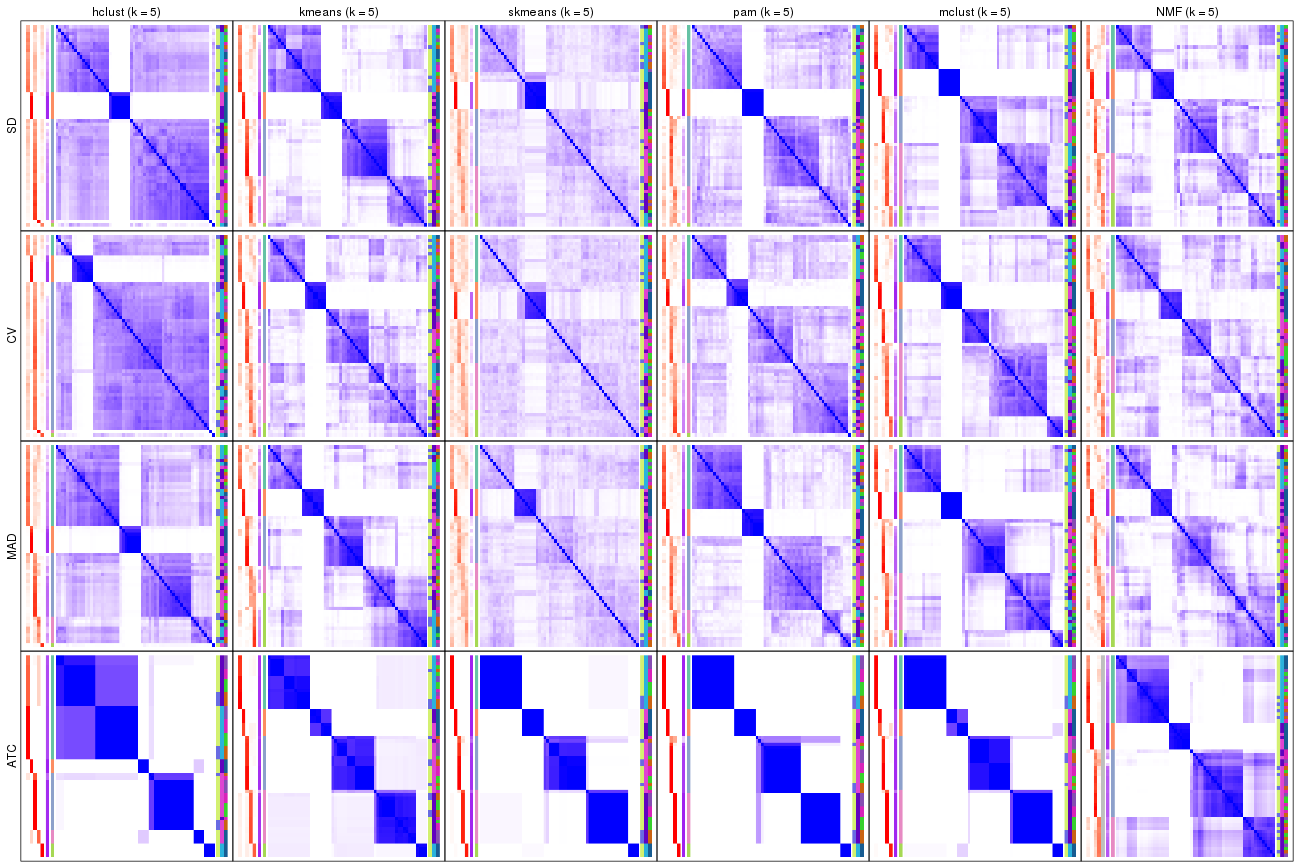 hclust (k = 5) kmeans (k = 5) skmeans (k = 5) pam (k = 5) mclust (k = 5) NMF (k = 5)
SD
CV
MAD
ATC